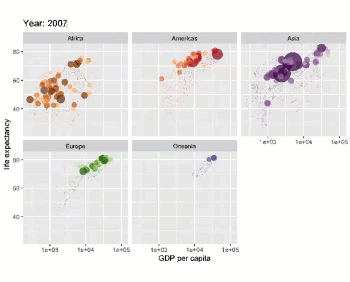 Year: 2007
Africa Americas Asia
80
60
40
1e+03 1e+04 1e+05
Europe Oceania
80
60
40
1e+03 1e+04 1e+05 1e+03 1e+04 1e+05
life expectancy
GDP per capita